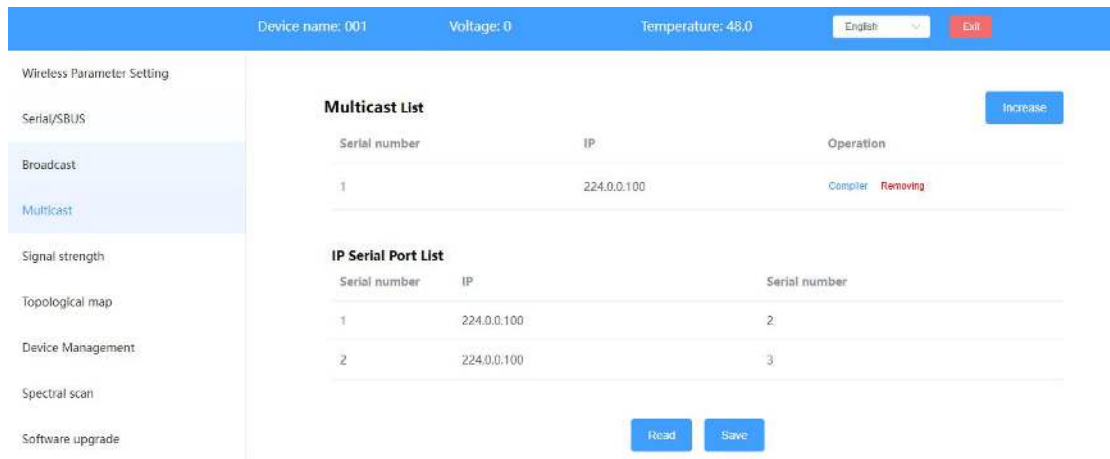 Device name: 001 Voltage: 0 Temperature: 48.0 English Exit
Wireless Parameter Setting
Serial/SBUS
Broadcast
Multicast
Signal strength
Topological map
Device Management
Spectral scan
Software upgrade
Multicast List Increase
Serial number IP Operation
1 224.0.0.100 Compiler Removing
IP Serial Port List
Serial number IP Serial number
1 224.0.0.100 2
2 224.0.0.100 3
Read Save